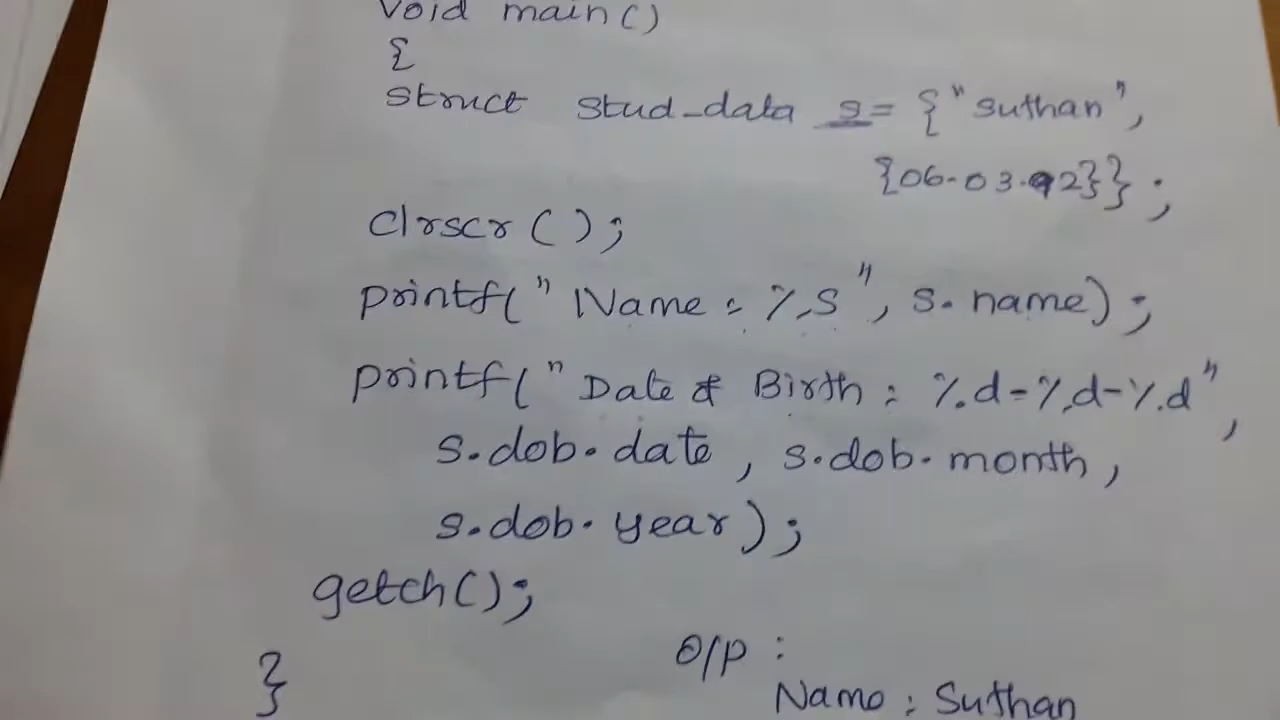 void main()
{
struct stud_data s= {"suthan",
{06-03-92}};
clrscr();
printf("Name: %s", s.name);
printf("Date of Birth: %d-%d-%d",
s.dob.date, s.dob.month,
s.dob.year);
getch();
}
O/P :
Name: Suthan